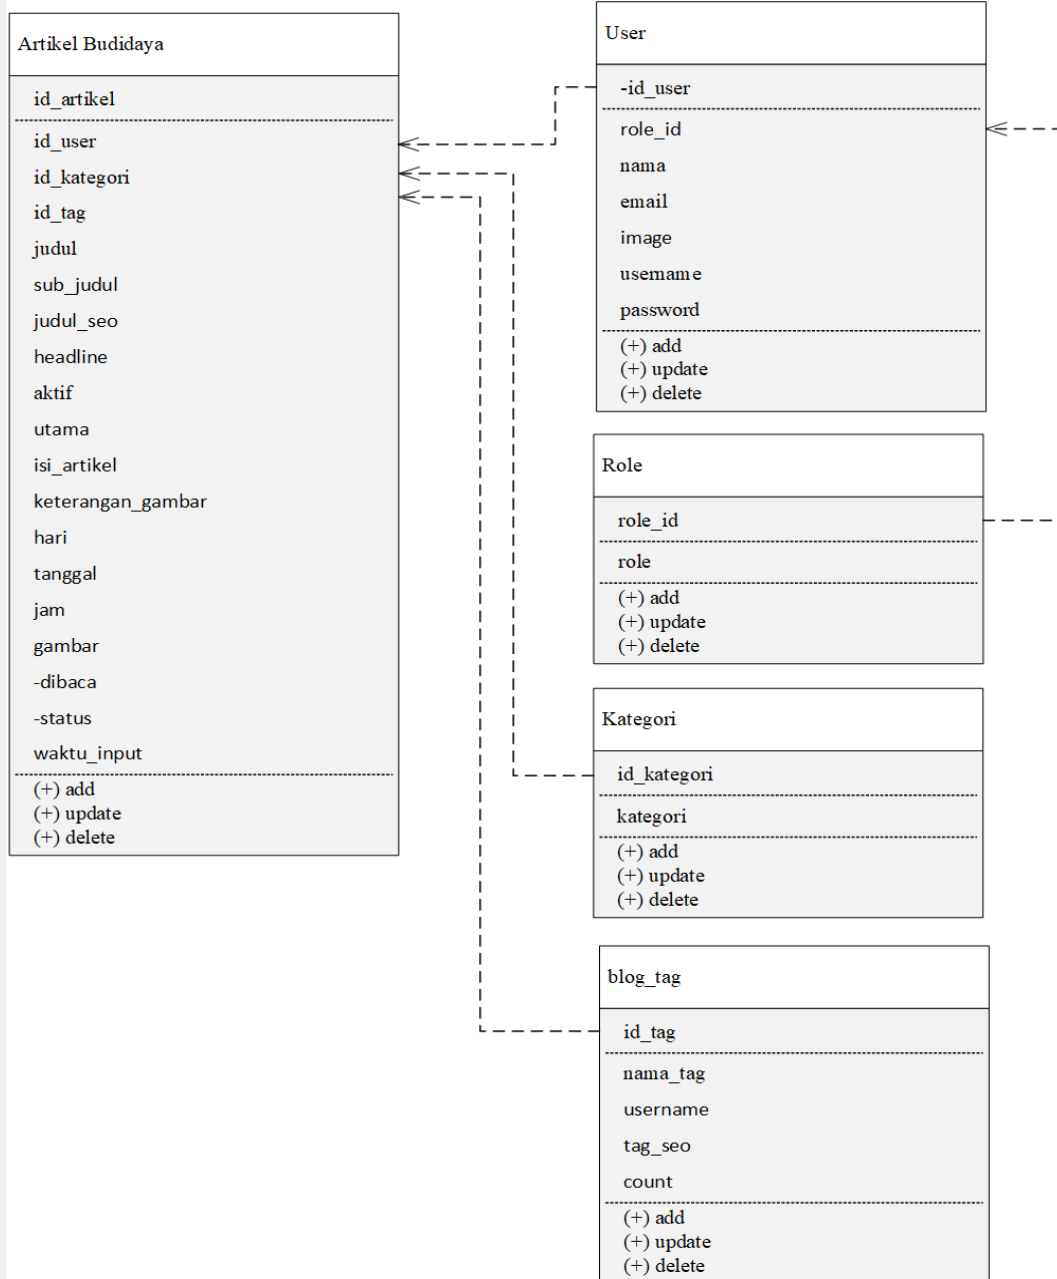 Artikel Budidaya
id_artikel
id_user
id_kategori
id_tag
judul
sub_judul
judul_seo
headline
aktif
utama
isi_artikel
keterangan_gambar
hari
tanggal
jam
gambar
-dibaca
-status
waktu_input
(+) add
(+) update
(+) delete
User
-id_user
role_id
nama
email
image
username
password
(+) add
(+) update
(+) delete
Role
role_id
role
(+) add
(+) update
(+) delete
Kategori
id_kategori
kategori
(+) add
(+) update
(+) delete
blog_tag
id_tag
nama_tag
username
tag_seo
count
(+) add
(+) update
(+) delete